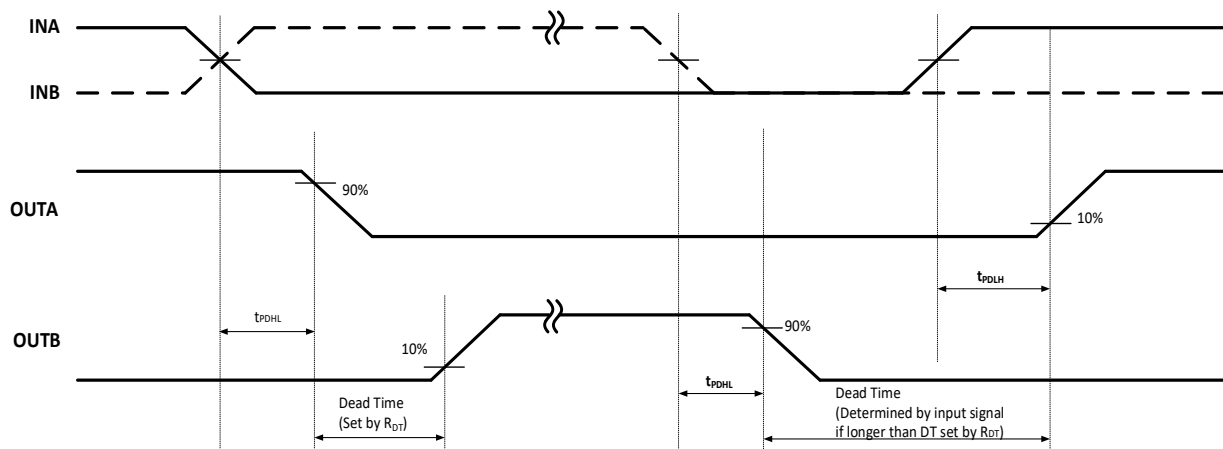 INA
INB
OUTA
90%
10%
tPDLH
OUTB
tPDHL
10%
90%
tPDHL
Dead Time
(Set by RDT)
Dead Time
(Determined by input signal
if longer than DT set by RDT)